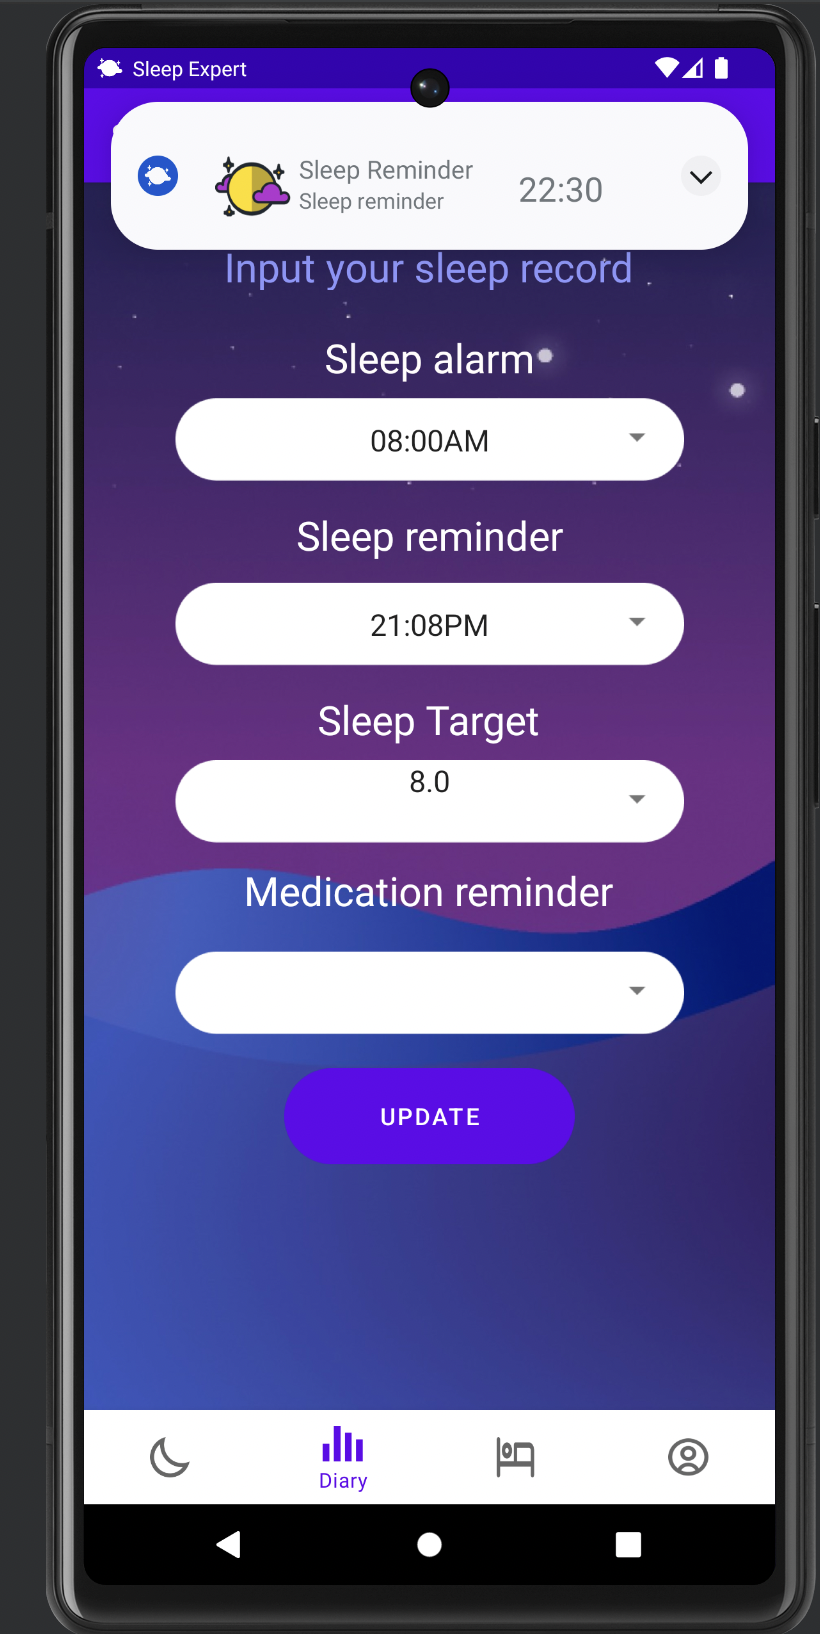 Sleep Expert
Sleep Reminder
Sleep reminder
22:30
Input your sleep record
Sleep alarm
08:00AM
Sleep reminder
21:08PM
Sleep Target
8.0
Medication reminder
UPDATE
Diary